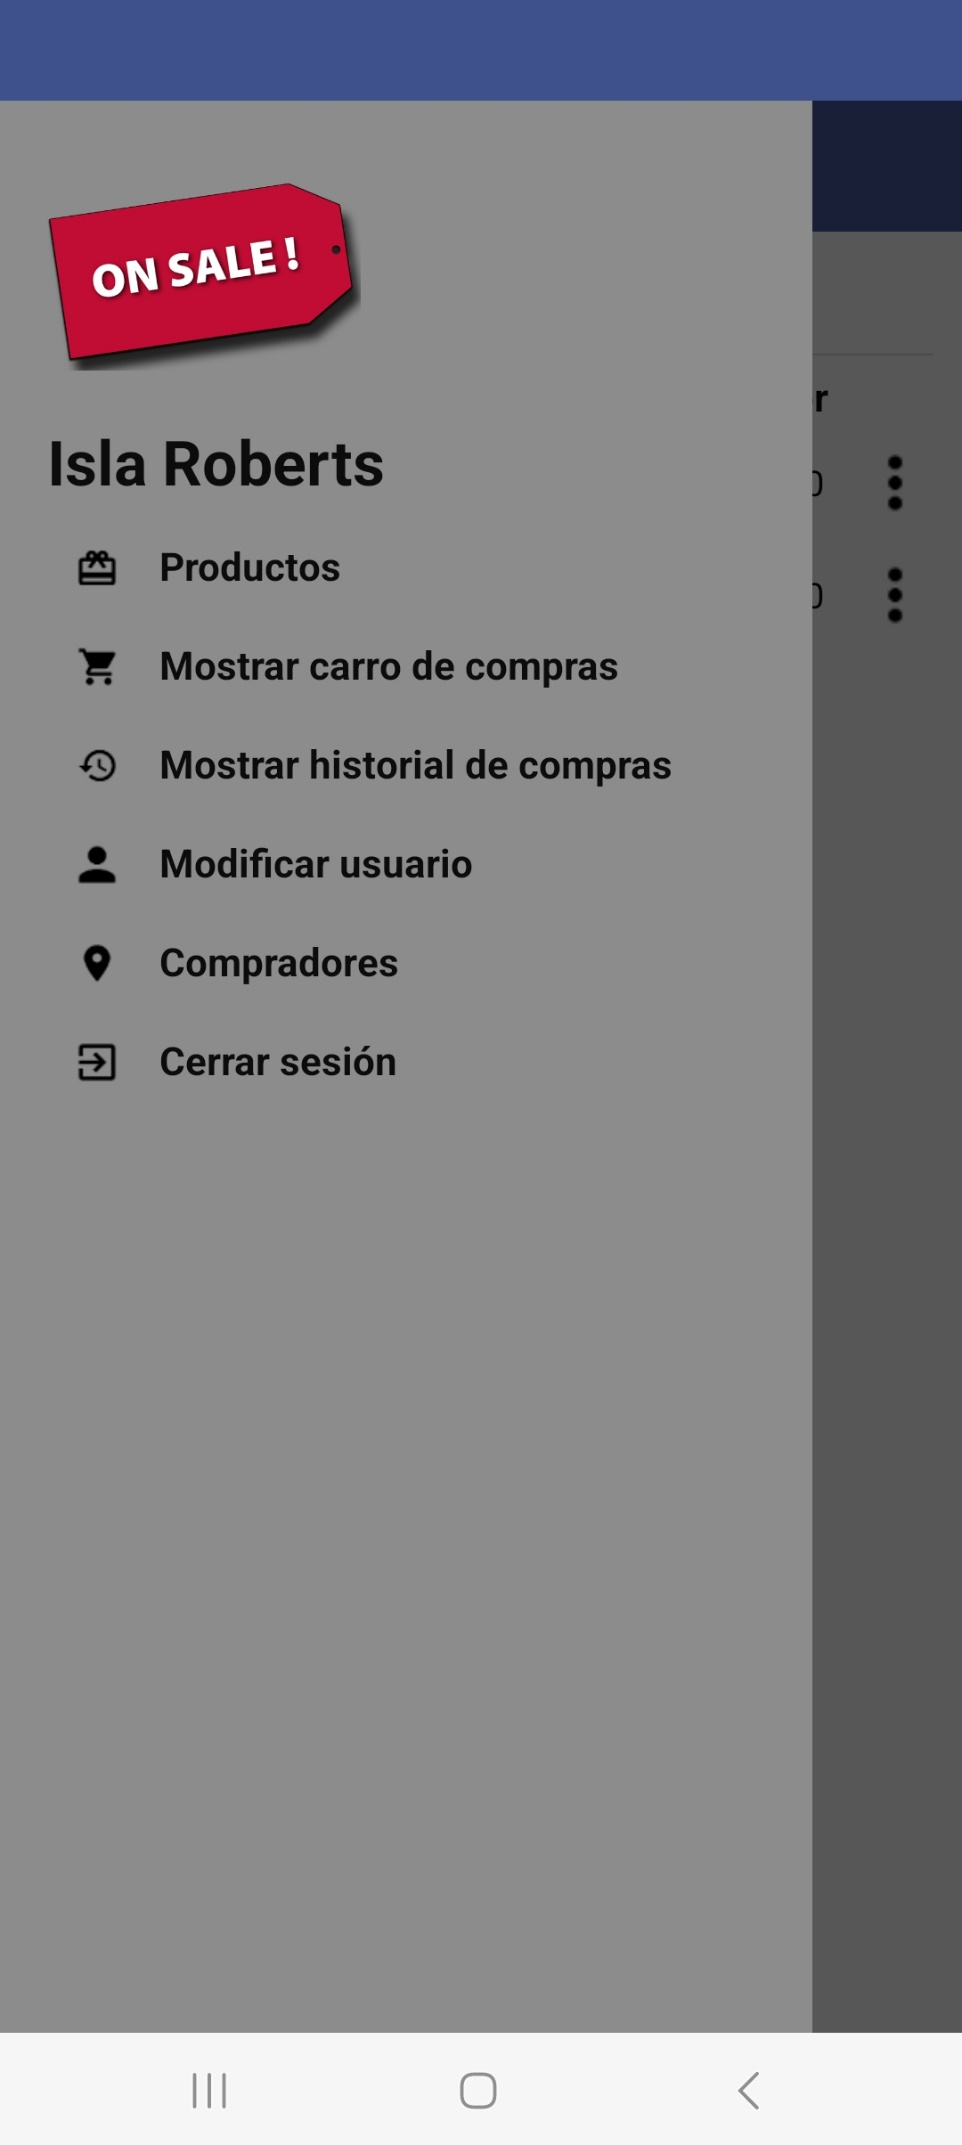 ON SALE !
Isla Roberts
Productos
Mostrar carro de compras
Mostrar historial de compras
Modificar usuario
Compradores
Cerrar sesión